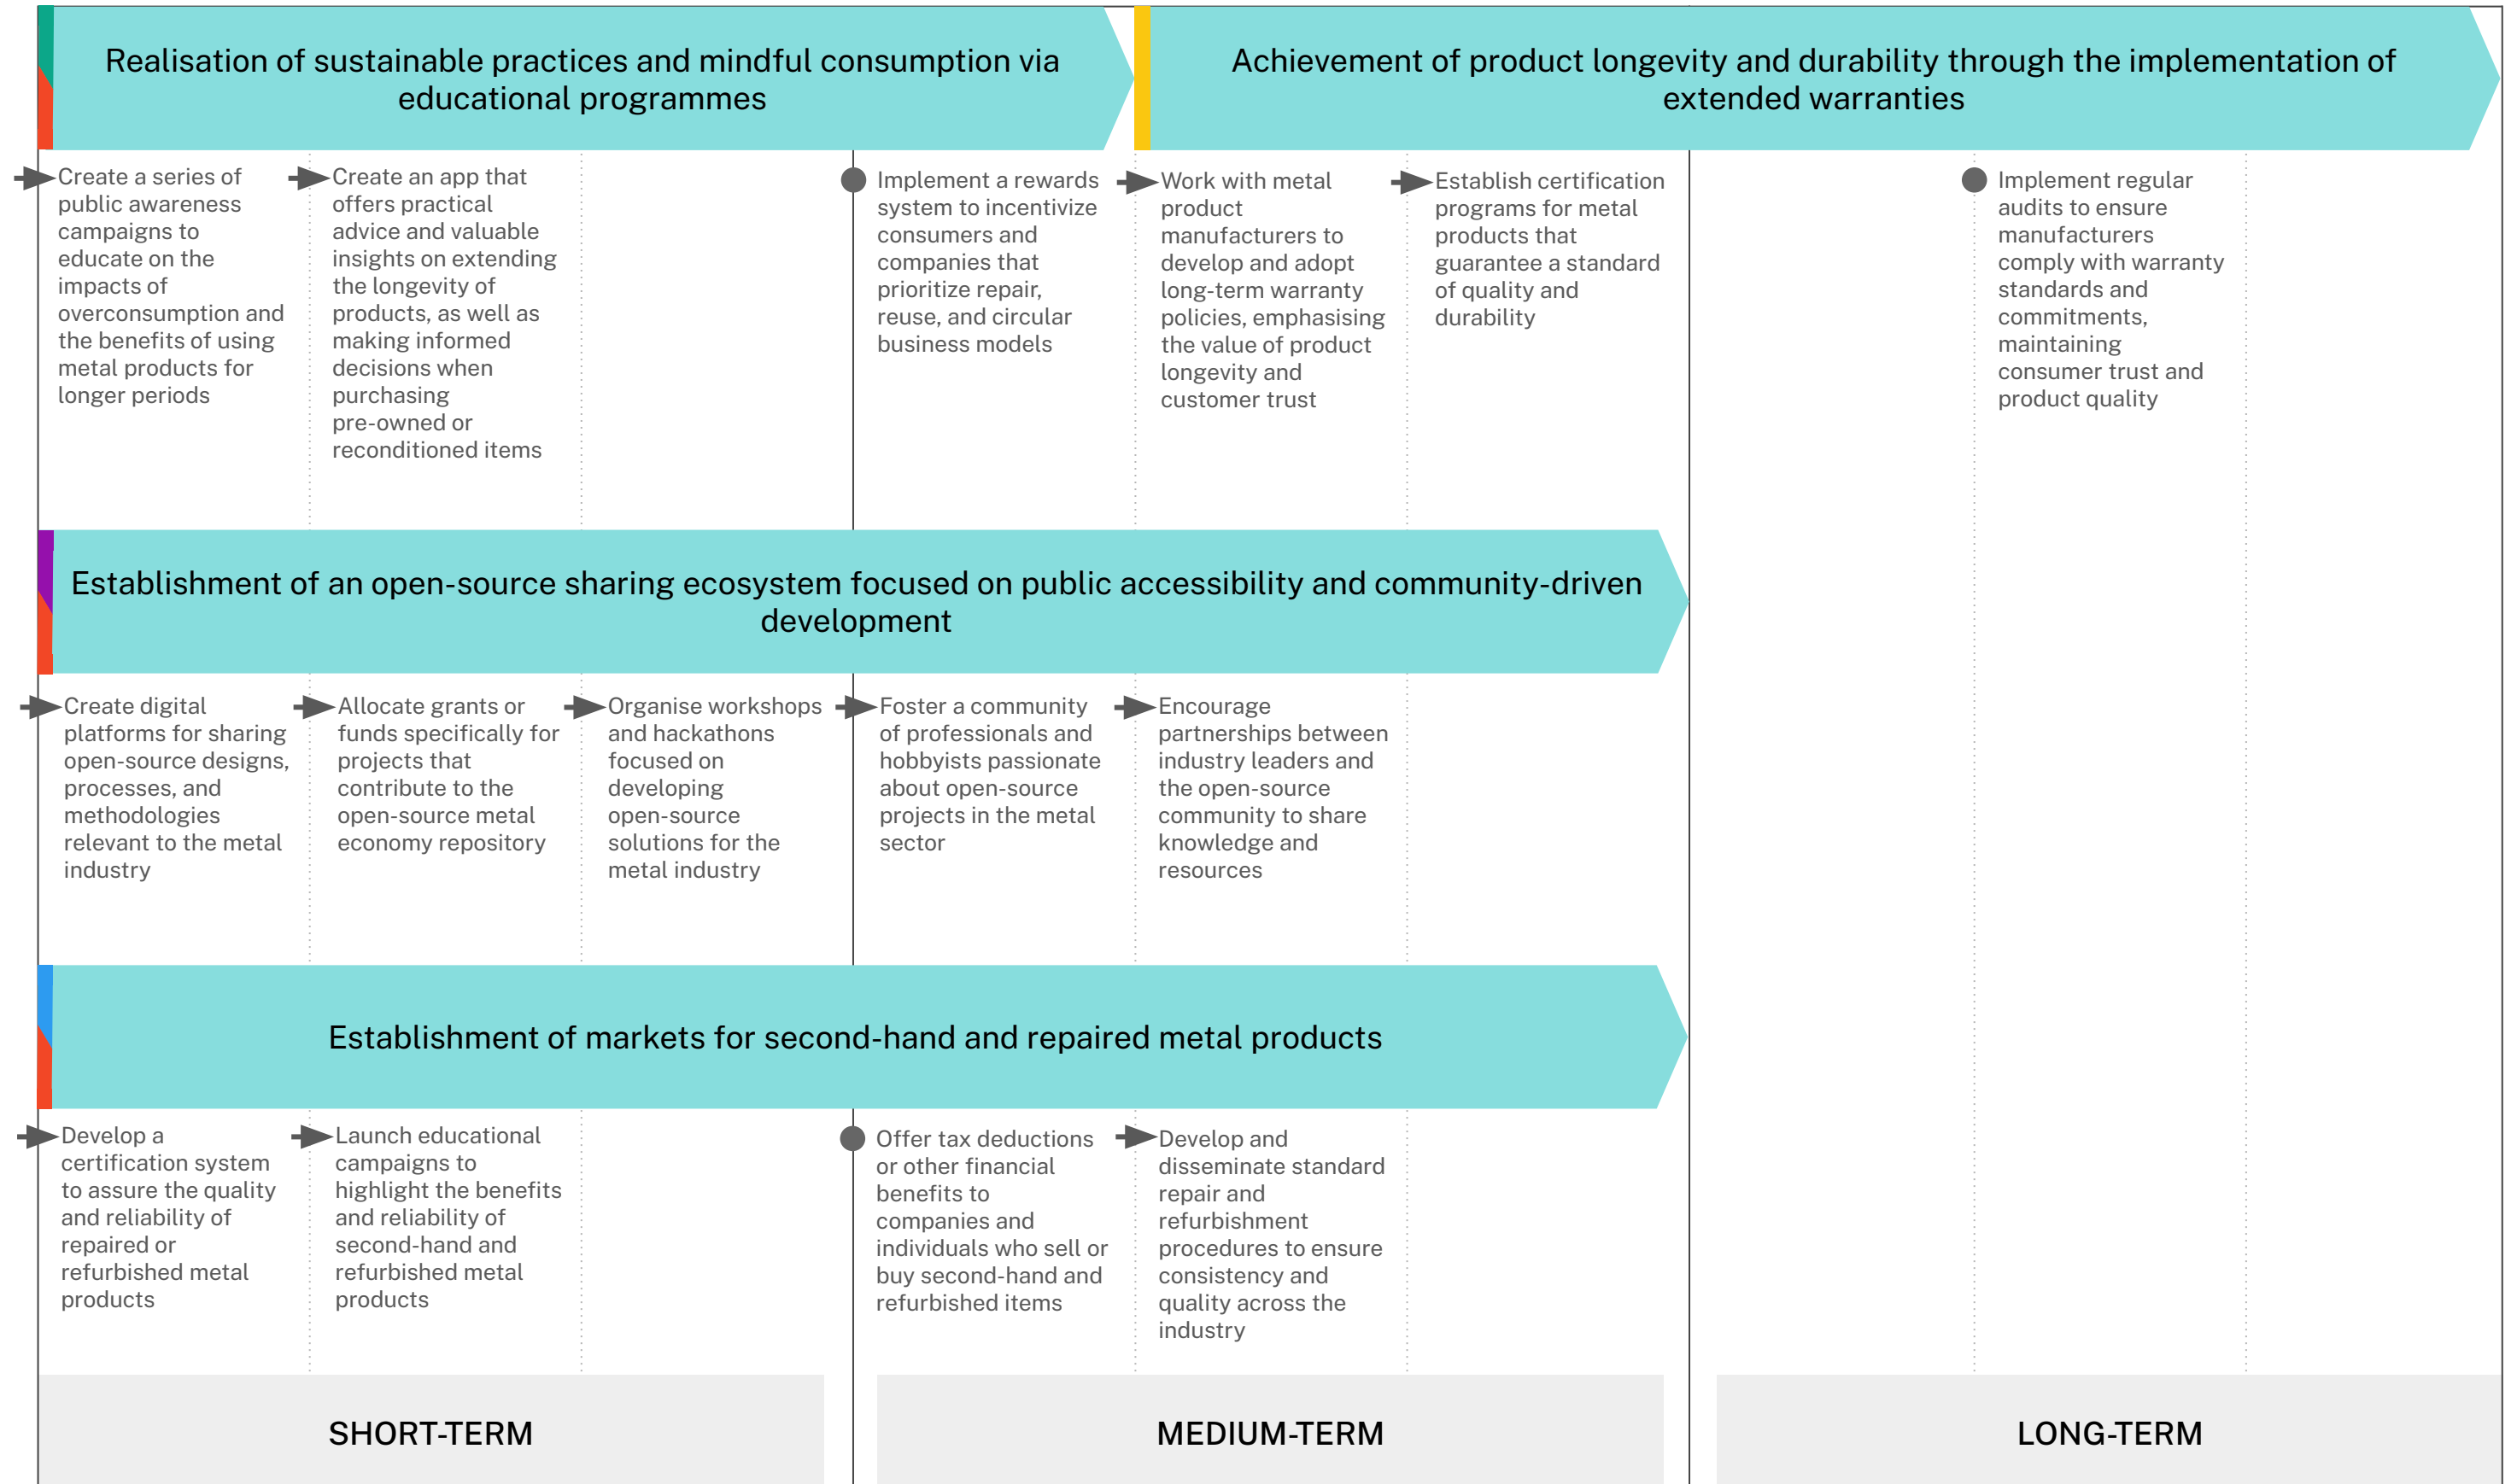 Realisation of sustainable practices and mindful consumption via
educational programmes
Achievement of product longevity and durability through the implementation of
extended warranties
Create a series of
public awareness
campaigns to
educate on the
impacts of
overconsumption and
the benefits of using
metal products for
longer periods
Create an app that
offers practical
advice and valuable
insights on extending
the longevity of
products, as well as
making informed
decisions when
purchasing
pre-owned or
reconditioned items
Implement a rewards
system to incentivize
consumers and
companies that
prioritize repair,
reuse, and circular
business models
Work with metal
product
manufacturers to
develop and adopt
long-term warranty
policies, emphasising
the value of product
longevity and
customer trust
Establish certification
programs for metal
products that
guarantee a standard
of quality and
durability
Implement regular
audits to ensure
manufacturers
comply with warranty
standards and
commitments,
maintaining
consumer trust and
product quality
Establishment of an open-source sharing ecosystem focused on public accessibility and community-driven
development
Create digital
platforms for sharing
open-source designs,
processes, and
methodologies
relevant to the metal
industry
Allocate grants or
funds specifically for
projects that
contribute to the
open-source metal
economy repository
Organise workshops
and hackathons
focused on
developing
open-source
solutions for the
metal industry
Foster a community
of professionals and
hobbyists passionate
about open-source
projects in the metal
sector
Encourage
partnerships between
industry leaders and
the open-source
community to share
knowledge and
resources
Establishment of markets for second-hand and repaired metal products
Develop a
certification system
to assure the quality
and reliability of
repaired or
refurbished metal
products
Launch educational
campaigns to
highlight the benefits
and reliability of
second-hand and
refurbished metal
products
Offer tax deductions
or other financial
benefits to
companies and
individuals who sell or
buy second-hand and
refurbished items
Develop and
disseminate standard
repair and
refurbishment
procedures to ensure
consistency and
quality across the
industry
SHORT-TERM
MEDIUM-TERM
LONG-TERM